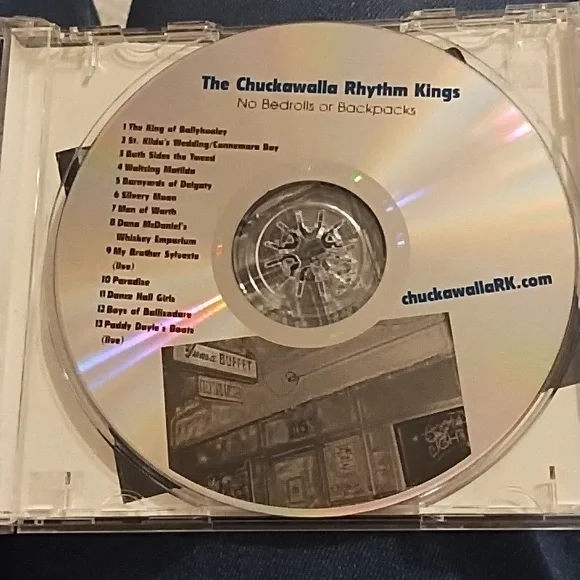 The Chuckawalla Rhythm Kings
No Bedrolls or Backpacks
1 The King of Ballyhooley
2 St. Kilda's Wedding/Connemara Bay
3 Both Sides the Tweed
4 Waltzing Matilda
5 Barnyards of Delgaty
6 Silvery Moon
7 Men of Worth
8 Dana McDaniel's
Whiskey Emporium
9 My Brother Sylveste
(live)
10 Paradise
11 Dance Hall Girls
12 Boys of Ballisodare
13 Paddy Doyle's Boots
(live)
chuckawallaRK.com
BUFFET